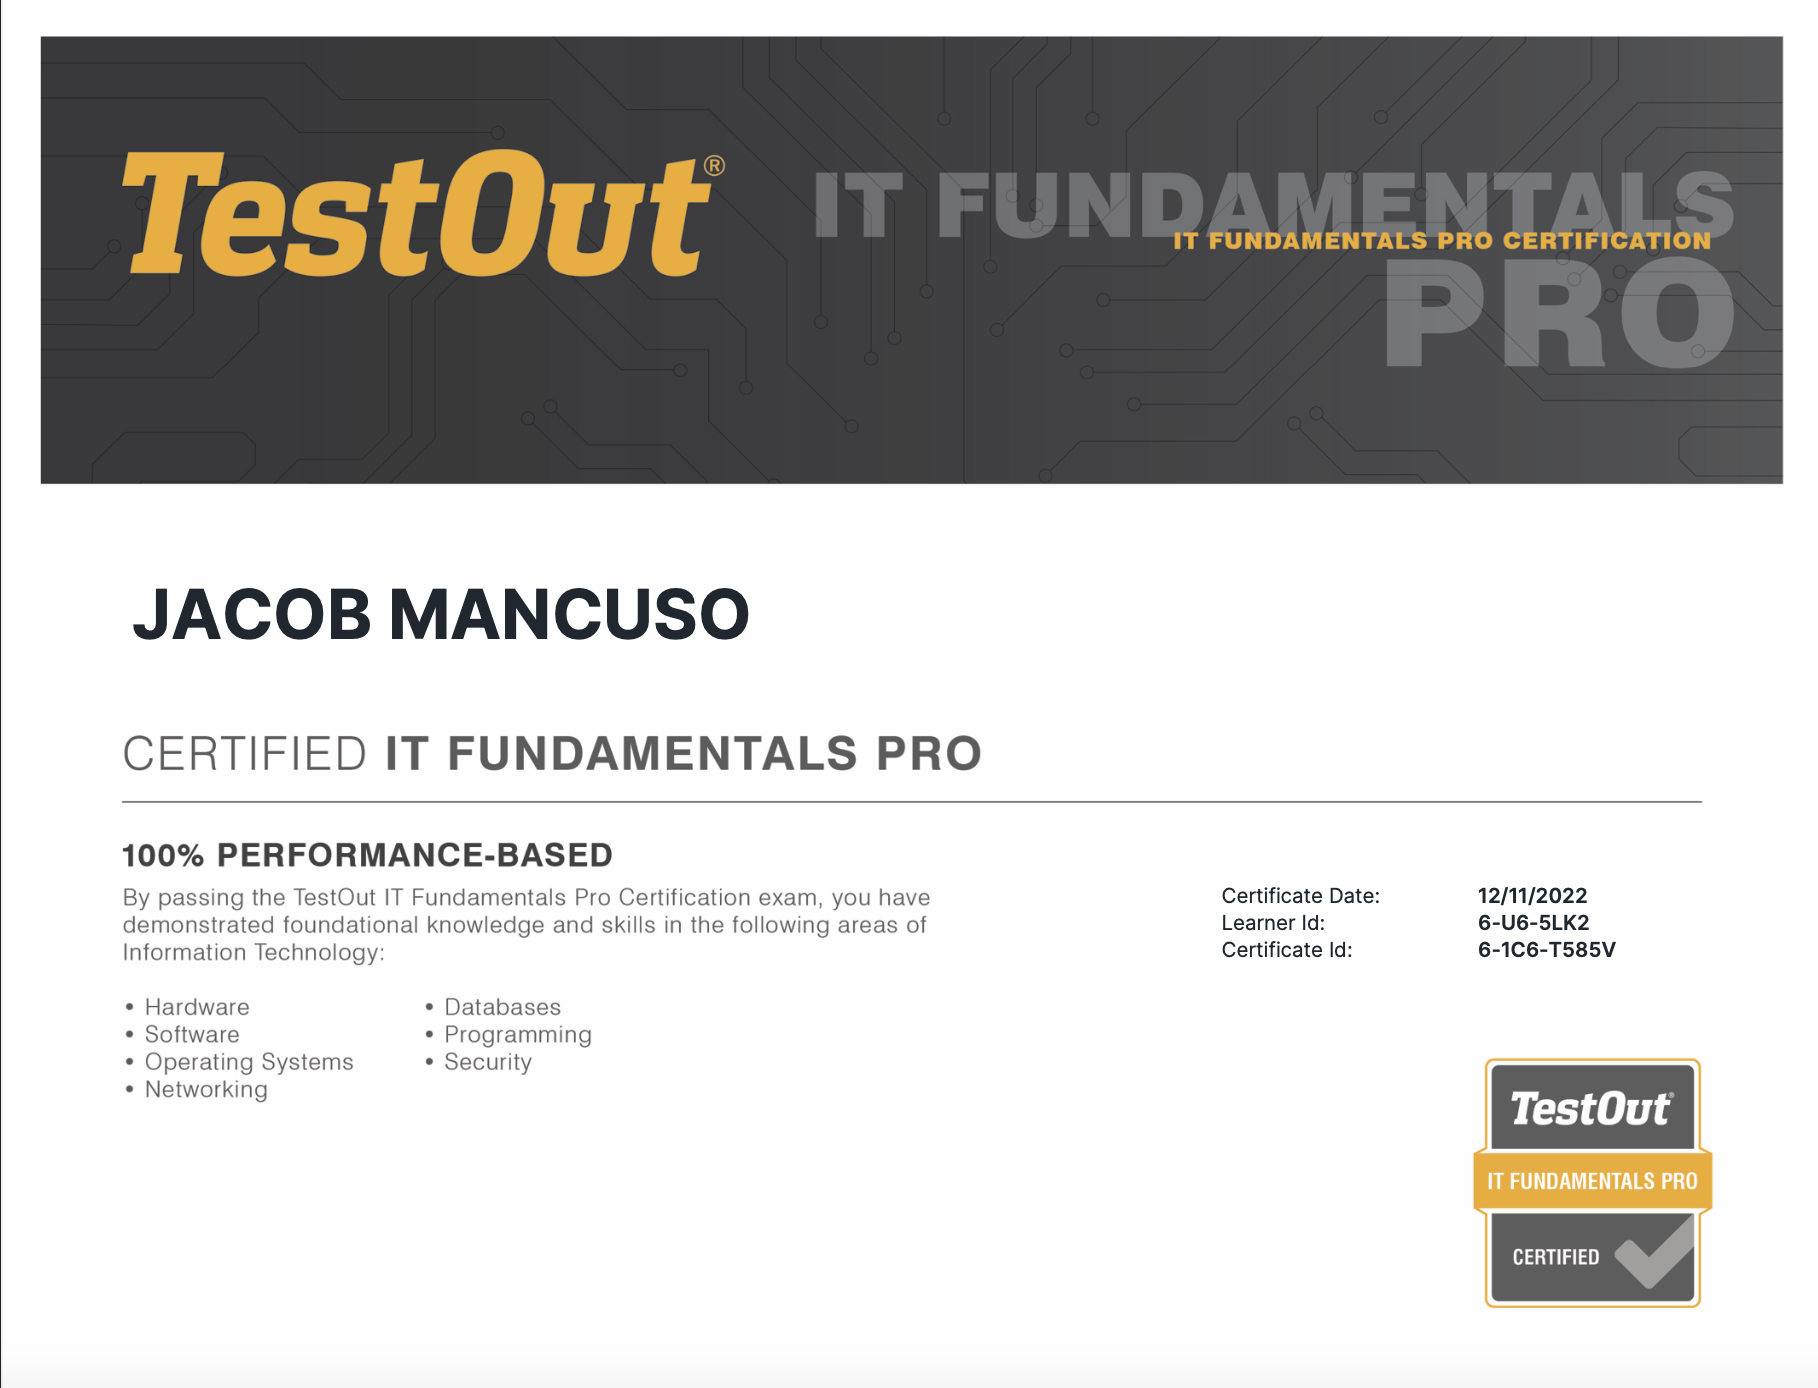 TestOut®
IT FUNDAMENTALS
IT FUNDAMENTALS PRO CERTIFICATION
PRO
JACOB MANCUSO
CERTIFIED IT FUNDAMENTALS PRO
100% PERFORMANCE-BASED
By passing the TestOut IT Fundamentals Pro Certification exam, you have
demonstrated foundational knowledge and skills in the following areas of
Information Technology:
• Hardware
• Software
• Operating Systems
• Networking
• Databases
• Programming
• Security
Certificate Date: 12/11/2022
Learner Id: 6-U6-5LK2
Certificate Id: 6-1C6-T585V
TestOut®
IT FUNDAMENTALS PRO
CERTIFIED